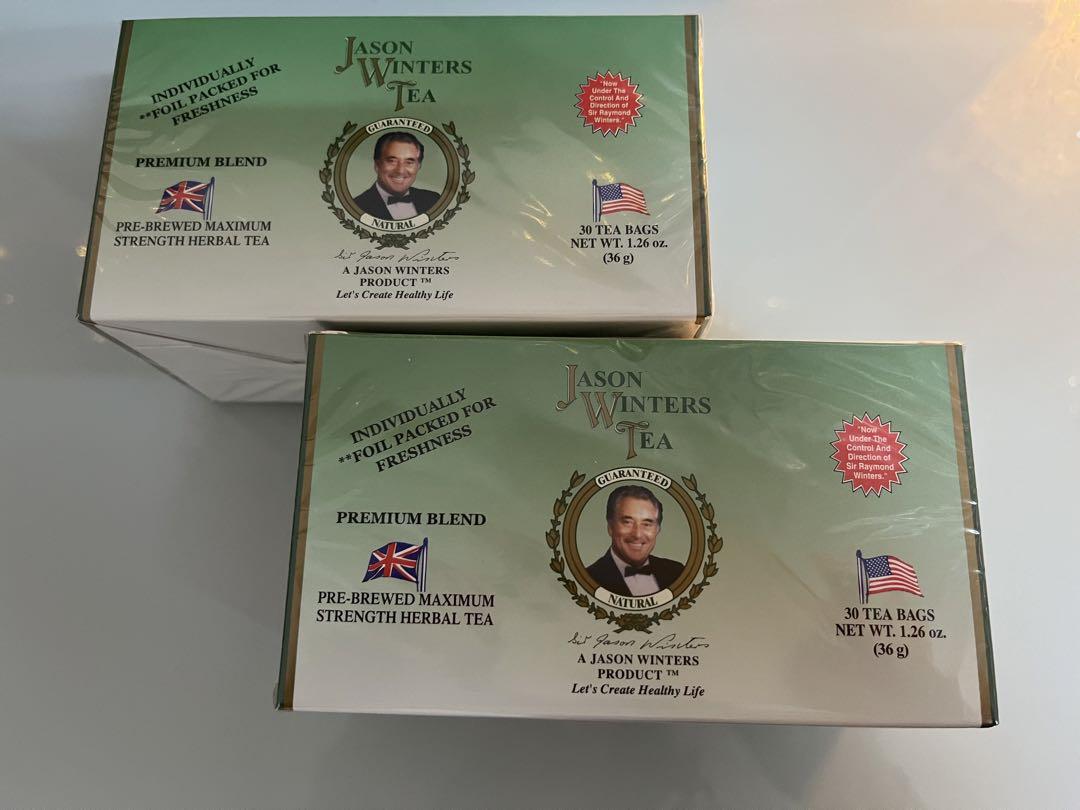 INDIVIDUALLY
**FOIL PACKED FOR
FRESHNESS
PREMIUM BLEND
PRE-BREWED MAXIMUM
STRENGTH HERBAL TEA
JASON
WINTERS
TEA
GUARANTEED
NATURAL
Sir Jason Winters
A JASON WINTERS
PRODUCT ™
Let's Create Healthy Life
"Now
Under The
Control And
Direction of
Sir Raymond
Winters."
30 TEA BAGS
NET WT. 1.26 oz.
(36 g)
INDIVIDUALLY
**FOIL PACKED FOR
FRESHNESS
PREMIUM BLEND
PRE-BREWED MAXIMUM
STRENGTH HERBAL TEA
JASON
WINTERS
TEA
GUARANTEED
NATURAL
Sir Jason Winters
A JASON WINTERS
PRODUCT ™
Let's Create Healthy Life
"Now
Under The
Control And
Direction of
Sir Raymond
Winters."
30 TEA BAGS
NET WT. 1.26 oz.
(36 g)